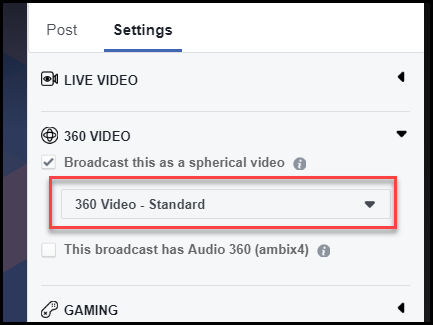 Post Settings
LIVE VIDEO
360 VIDEO
Broadcast this as a spherical video
360 Video - Standard
This broadcast has Audio 360 (ambix4)
GAMING